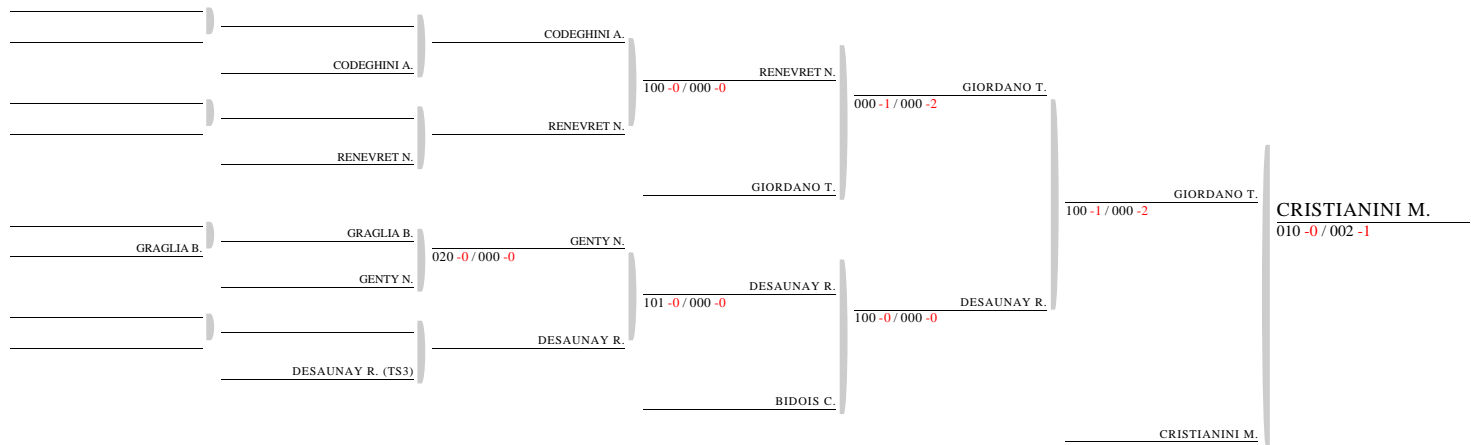 CODEGHINI A.
CODEGHINI A.
RENEVRET N.
100 -0 / 000 -0
GIORDANO T.
000 -1 / 000 -2
RENEVRET N.
RENEVRET N.
GIORDANO T.
GIORDANO T.
100 -1 / 000 -2
CRISTIANINI M.
010 -0 / 002 -1
GRAGLIA B.
GRAGLIA B.
GENTY N.
020 -0 / 000 -0
GENTY N.
DESAUNAY R.
101 -0 / 000 -0
DESAUNAY R.
100 -0 / 000 -0
DESAUNAY R.
DESAUNAY R. (TS3)
BIDOIS C.
CRISTIANINI M.